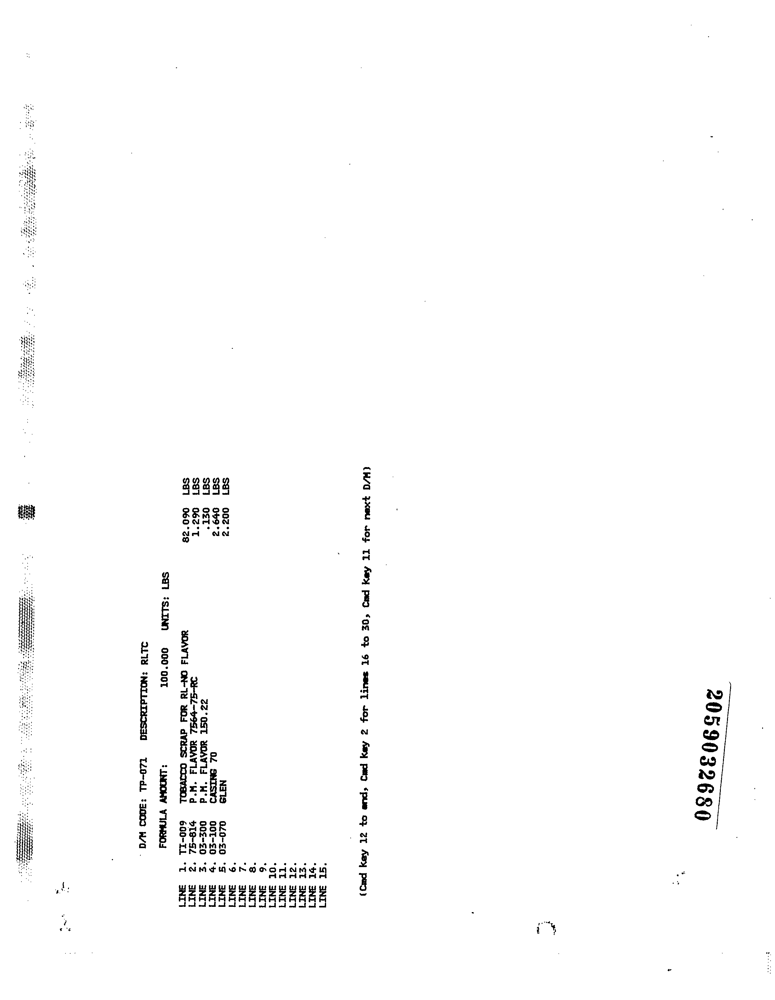 D/M CODE: TP-071 DESCRIPTION: RLTC
FORMULA AMOUNT: 100.000 UNITS: LBS
LINE 1. TI-009 TOBACCO SCRAP FOR RL-NO FLAVOR 82.090 LBS
LINE 2. 75-814 P.M. FLAVOR 7564-75-RC 1.290 LBS
LINE 3. 03-300 P.M. FLAVOR 150.22 .130 LBS
LINE 4. 03-100 CASING 70 2.640 LBS
LINE 5. 03-070 GLEN 2.200 LBS
LINE 6.
LINE 7.
LINE 8.
LINE 9.
LINE 10.
LINE 11.
LINE 12.
LINE 13.
LINE 14.
LINE 15.
(Cmd key 12 to end, Cmd key 2 for lines 16 to 30, Cmd key 11 for next D/M)
2059032680